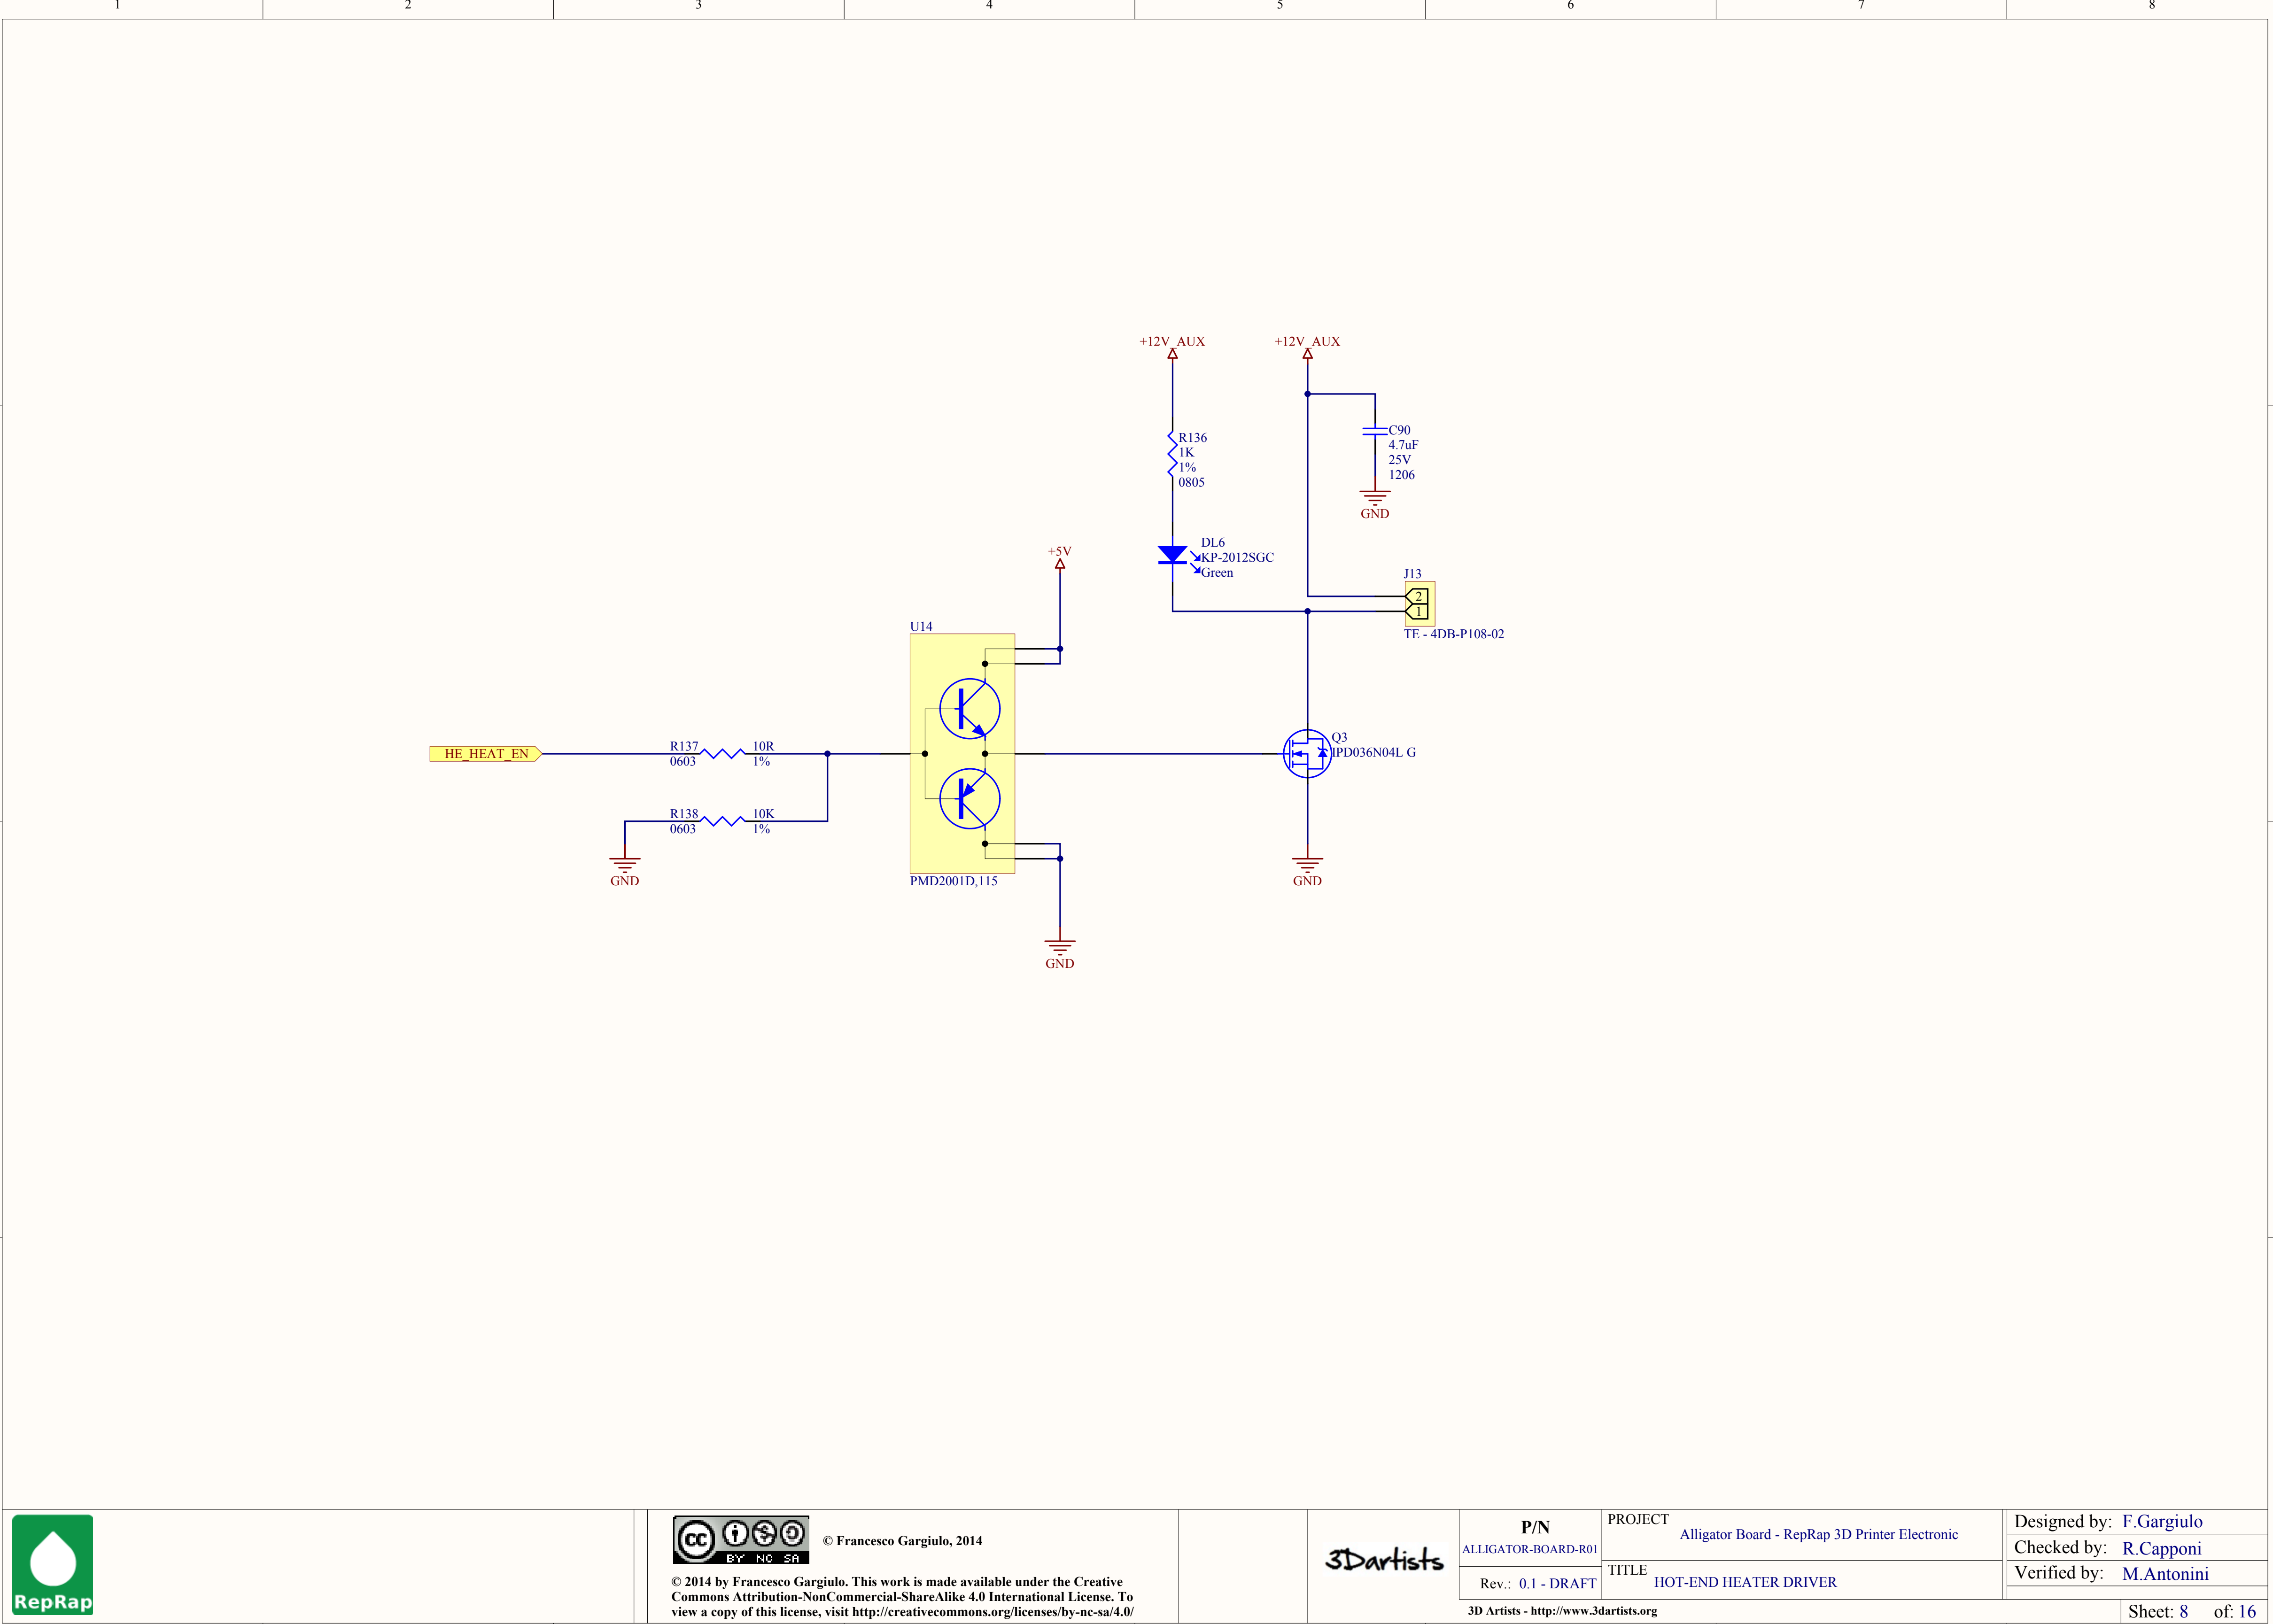 1 2 3 4 5 6 7 8
+12V_AUX +12V_AUX
R136
1K
1%
0805
C90
4.7uF
25V
1206
GND
DL6
KP-2012SGC
Green
+5V
J13
2
1
TE - 4DB-P108-02
U14
HE_HEAT_EN
R137 10R
0603 1%
Q3
IPD036N04L G
R138 10K
0603 1%
GND
PMD2001D,115
GND
GND
RepRap
cc
BY NC SA
© Francesco Gargiulo, 2014
© 2014 by Francesco Gargiulo. This work is made available under the Creative
Commons Attribution-NonCommercial-ShareAlike 4.0 International License. To
view a copy of this license, visit http://creativecommons.org/licenses/by-nc-sa/4.0/
3Dartists
P/N
ALLIGATOR-BOARD-R01
Rev.: 0.1 - DRAFT
PROJECT
Alligator Board - RepRap 3D Printer Electronic
TITLE
HOT-END HEATER DRIVER
3D Artists - http://www.3dartists.org
Designed by: F.Gargiulo
Checked by: R.Capponi
Verified by: M.Antonini
Sheet: 8 of: 16